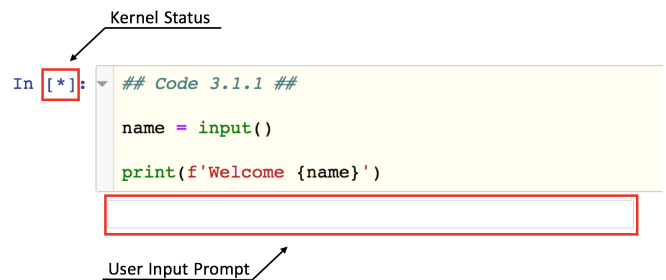 Kernel Status
In [*]: ## Code 3.1.1 ##
name = input()
print(f'Welcome {name}')
User Input Prompt